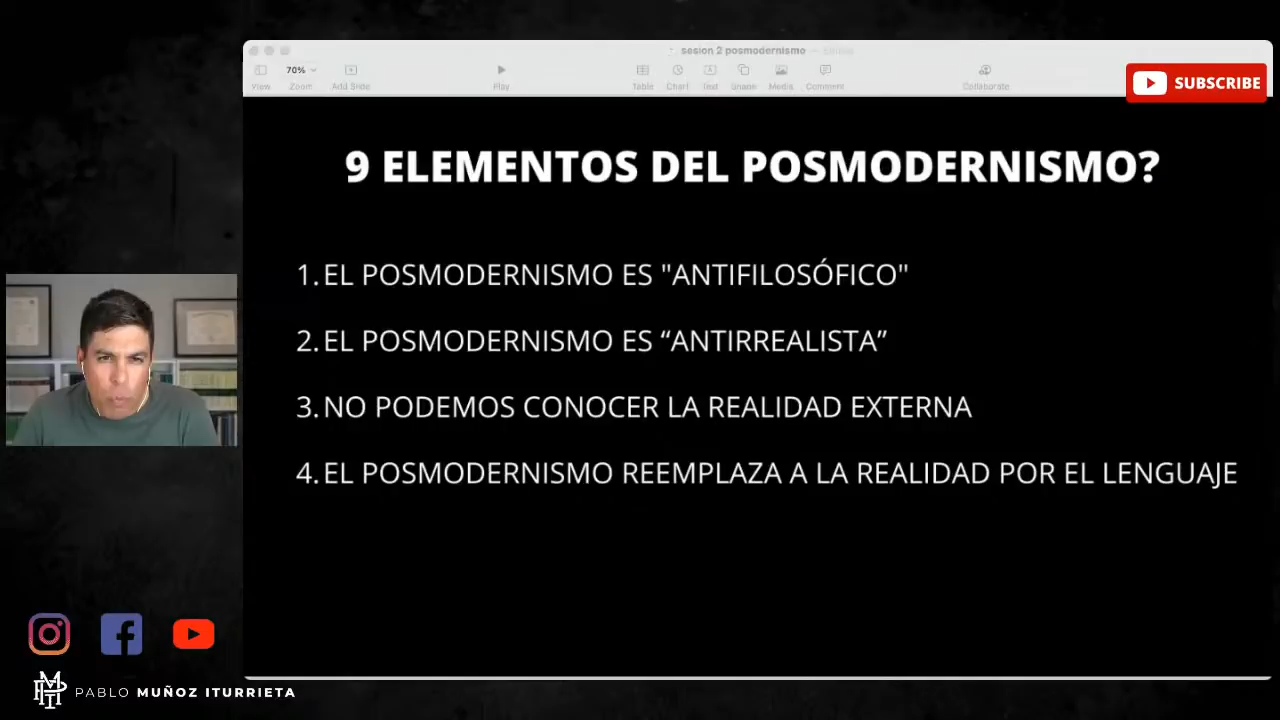 sesion 2 posmodernismo
70%
View
Zoom
Add Slide
Play
Table
Chart
Text
Shape
Media
Comment
Collaborate
SUBSCRIBE
9 ELEMENTOS DEL POSMODERNISMO?
1. EL POSMODERNISMO ES "ANTIFILOSÓFICO"
2. EL POSMODERNISMO ES “ANTIRREALISTA”
3. NO PODEMOS CONOCER LA REALIDAD EXTERNA
4. EL POSMODERNISMO REEMPLAZA A LA REALIDAD POR EL LENGUAJE
PABLO MUÑOZ ITURRIETA